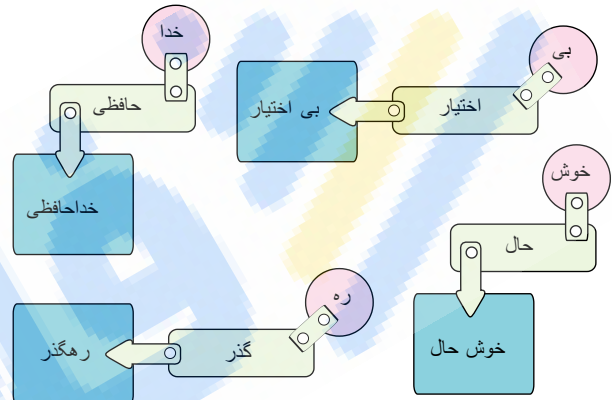 بی
اختیار
بی اختیار
خدا
حافظی
خداحافظی
خوش
حال
خوش حال
ره
گذر
رهگذر